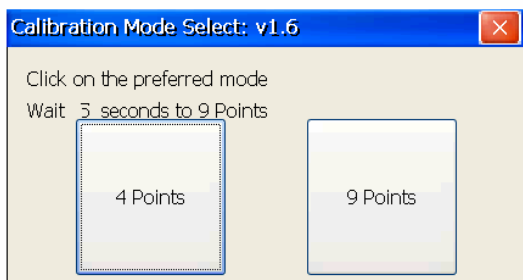 Calibration Mode Select: v1.6
Click on the preferred mode
Wait 5 seconds to 9 Points
4 Points
9 Points